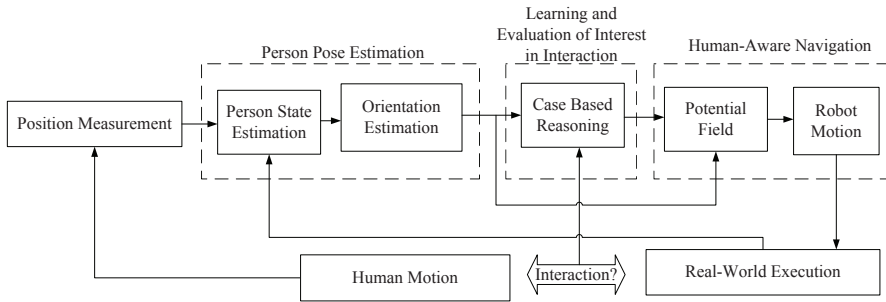 Learning and
Evaluation of Interest
in Interaction
Person Pose Estimation
Human-Aware Navigation
Position Measurement
Person State
Estimation
Orientation
Estimation
Case Based
Reasoning
Potential
Field
Robot
Motion
Human Motion
Interaction?
Real-World Execution